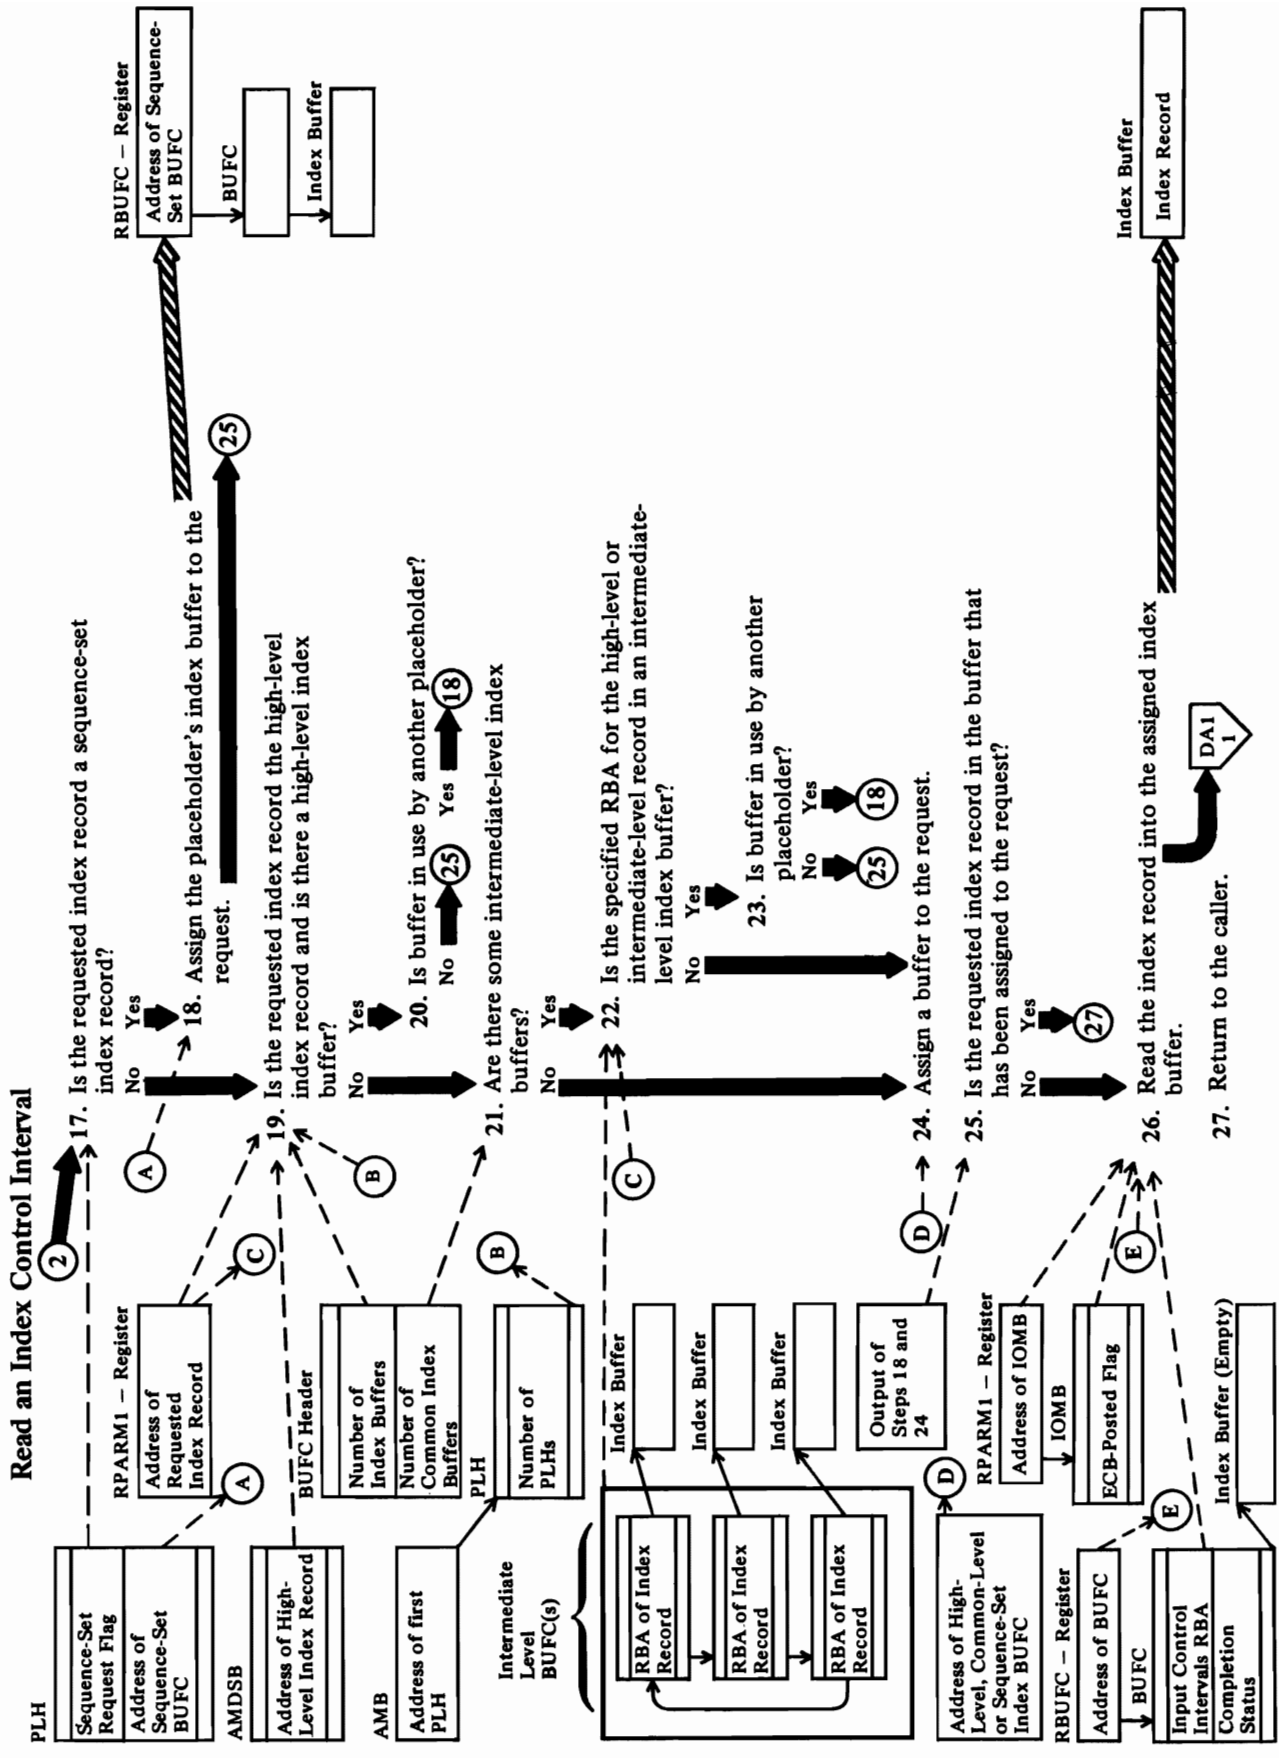 Read an Index Control Interval
PLH
Sequence-Set
Request Flag
Address of
Sequence-Set
BUFC
AMDSB
Address of High-
Level Index Record
AMB
Address of first
PLH
Intermediate
Level
BUFC(s)
RBA of Index
Record
RBA of Index
Record
RBA of Index
Record
Address of High-
Level, Common-Level
or Sequence-Set
Index BUFC
RBUFC – Register
Address of BUFC
BUFC
Input Control
Intervals RBA
Completion
Status
2
RPARM1 – Register
Address of
Requested
Index Record
A
C
BUFC Header
Number of
Index Buffers
Number of
Common Index
Buffers
PLH
Number of
PLHs
B
Index Buffer
Index Buffer
Index Buffer
Output of
Steps 18 and
24
D
RPARM1 – Register
Address of IOMB
IOMB
ECB-Posted Flag
E
Index Buffer (Empty)
A
B
C
D
E
17. Is the requested index record a sequence-set
index record?
No Yes
18. Assign the placeholder's index buffer to the
request.
25
19. Is the requested index record the high-level
index record and is there a high-level index
buffer?
No Yes
20. Is buffer in use by another placeholder?
No 25 Yes 18
21. Are there some intermediate-level index
buffers?
No Yes
22. Is the specified RBA for the high-level or
intermediate-level record in an intermediate-
level index buffer?
No Yes
23. Is buffer in use by another
placeholder?
No Yes
25 18
24. Assign a buffer to the request.
25. Is the requested index record in the buffer that
has been assigned to the request?
No Yes
27
26. Read the index record into the assigned index
buffer.
DA1
1
27. Return to the caller.
RBUFC – Register
Address of Sequence-
Set BUFC
BUFC
Index Buffer
Index Buffer
Index Record